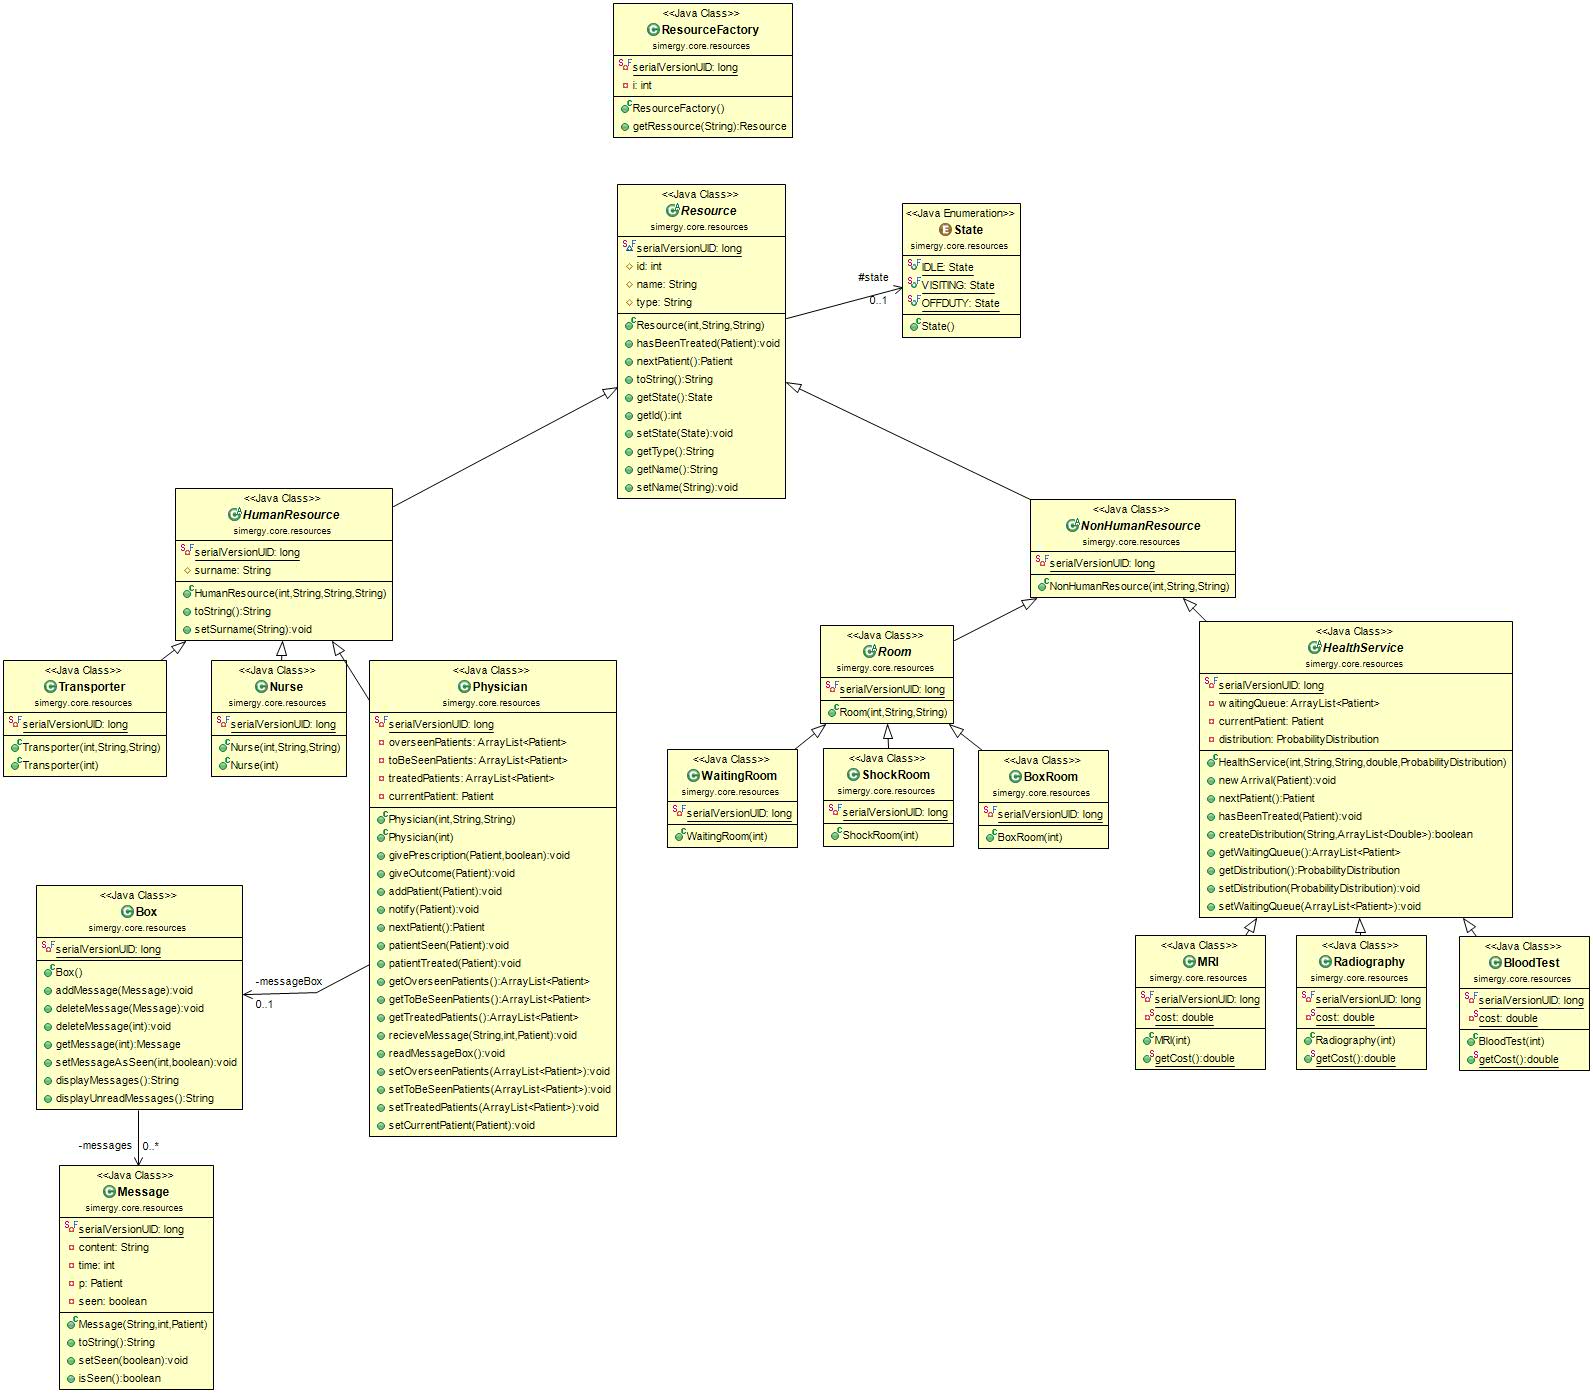 <<Java Class>>
ResourceFactory
simergy.core.resources
serialVersionUID: long
i: int
ResourceFactory()
getRessource(String):Resource
<<Java Class>>
Resource
simergy.core.resources
serialVersionUID: long
id: int
name: String
type: String
Resource(int,String,String)
hasBeenTreated(Patient):void
nextPatient():Patient
toString():String
getState():State
getId():int
setState(State):void
getType():String
getName():String
setName(String):void
#state
0..1
<<Java Enumeration>>
State
simergy.core.resources
IDLE: State
VISITING: State
OFFDUTY: State
State()
<<Java Class>>
HumanResource
simergy.core.resources
serialVersionUID: long
surname: String
HumanResource(int,String,String,String)
toString():String
setSurname(String):void
<<Java Class>>
NonHumanResource
simergy.core.resources
serialVersionUID: long
NonHumanResource(int,String,String)
<<Java Class>>
Transporter
simergy.core.resources
serialVersionUID: long
Transporter(int,String,String)
Transporter(int)
<<Java Class>>
Nurse
simergy.core.resources
serialVersionUID: long
Nurse(int,String,String)
Nurse(int)
<<Java Class>>
Physician
simergy.core.resources
serialVersionUID: long
overseenPatients: ArrayList<Patient>
toBeSeenPatients: ArrayList<Patient>
treatedPatients: ArrayList<Patient>
currentPatient: Patient
Physician(int,String,String)
Physician(int)
givePrescription(Patient,boolean):void
giveOutcome(Patient):void
addPatient(Patient):void
notify(Patient):void
nextPatient():Patient
patientSeen(Patient):void
patientTreated(Patient):void
getOverseenPatients():ArrayList<Patient>
getToBeSeenPatients():ArrayList<Patient>
getTreatedPatients():ArrayList<Patient>
recieveMessage(String,int,Patient):void
readMessageBox():void
setOverseenPatients(ArrayList<Patient>):void
setToBeSeenPatients(ArrayList<Patient>):void
setTreatedPatients(ArrayList<Patient>):void
setCurrentPatient(Patient):void
<<Java Class>>
Room
simergy.core.resources
serialVersionUID: long
Room(int,String,String)
<<Java Class>>
HealthService
simergy.core.resources
serialVersionUID: long
waitingQueue: ArrayList<Patient>
currentPatient: Patient
distribution: ProbabilityDistribution
HealthService(int,String,String,double,ProbabilityDistribution)
newArrival(Patient):void
nextPatient():Patient
hasBeenTreated(Patient):void
createDistribution(String,ArrayList<Double>):boolean
getWaitingQueue():ArrayList<Patient>
getDistribution():ProbabilityDistribution
setDistribution(ProbabilityDistribution):void
setWaitingQueue(ArrayList<Patient>):void
<<Java Class>>
WaitingRoom
simergy.core.resources
serialVersionUID: long
WaitingRoom(int)
<<Java Class>>
ShockRoom
simergy.core.resources
serialVersionUID: long
ShockRoom(int)
<<Java Class>>
BoxRoom
simergy.core.resources
serialVersionUID: long
BoxRoom(int)
<<Java Class>>
Box
simergy.core.resources
serialVersionUID: long
Box()
addMessage(Message):void
deleteMessage(Message):void
deleteMessage(int):void
getMessage(int):Message
setMessageAsSeen(int,boolean):void
displayMessages():String
displayUnreadMessages():String
-messageBox
0..1
<<Java Class>>
MRI
simergy.core.resources
serialVersionUID: long
cost: double
MRI(int)
getCost():double
<<Java Class>>
Radiography
simergy.core.resources
serialVersionUID: long
cost: double
Radiography(int)
getCost():double
<<Java Class>>
BloodTest
simergy.core.resources
serialVersionUID: long
cost: double
BloodTest(int)
getCost():double
-messages
0..*
<<Java Class>>
Message
simergy.core.resources
serialVersionUID: long
content: String
time: int
p: Patient
seen: boolean
Message(String,int,Patient)
toString():String
setSeen(boolean):void
isSeen():boolean